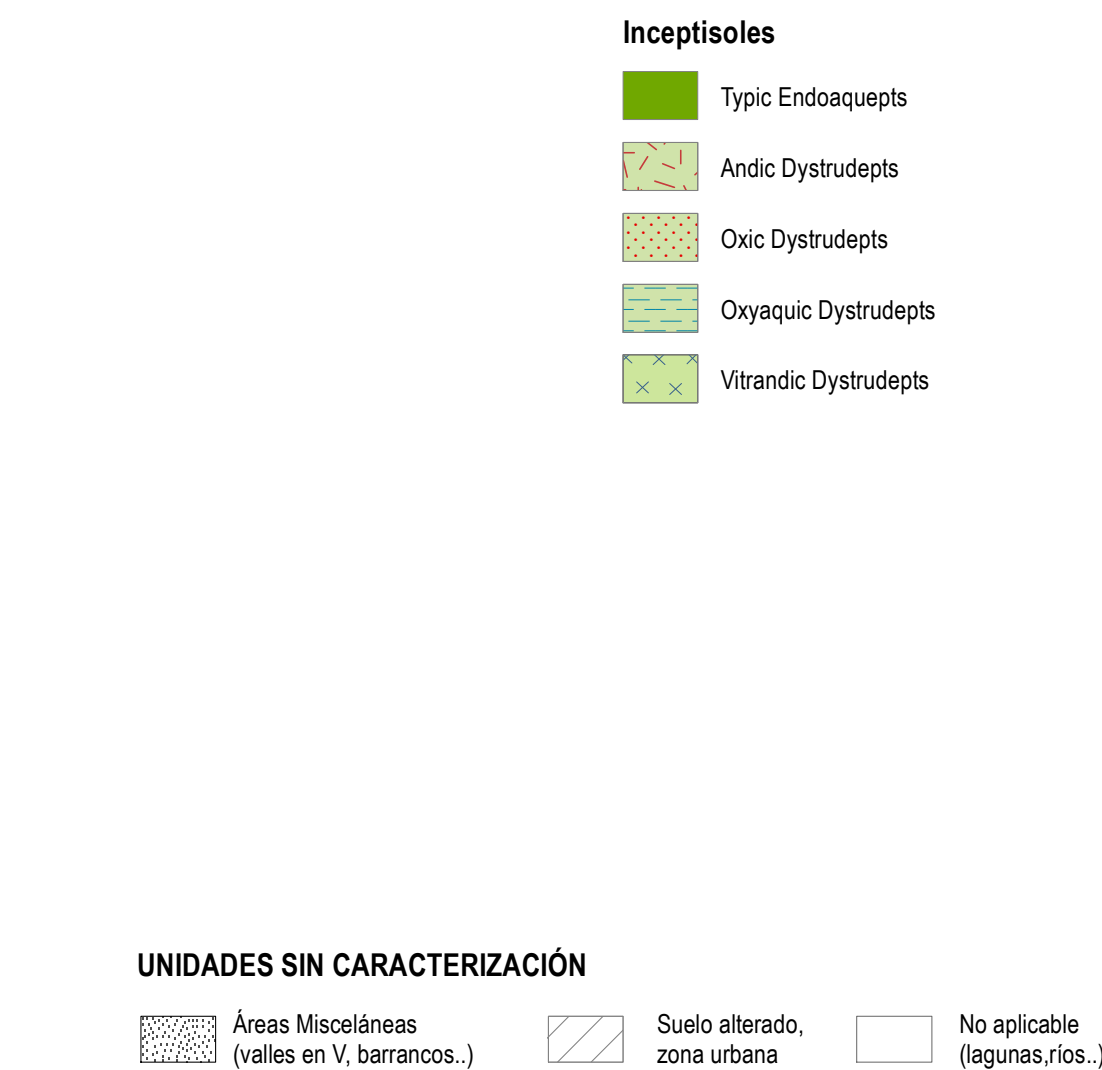 Inceptisoles
Typic Endoaquepts
Andic Dystrudepts
Oxic Dystrudepts
Oxyaquic Dystrudepts
Vitrandic Dystrudepts
UNIDADES SIN CARACTERIZACIÓN
Áreas Misceláneas
(valles en V, barrancos..)
Suelo alterado,
zona urbana
No aplicable
(lagunas,ríos..)